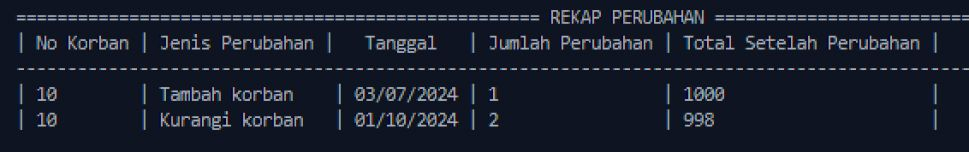 ==================================================== REKAP PERUBAHAN =========================
| No Korban | Jenis Perubahan |   Tanggal   | Jumlah Perubahan | Total Setelah Perubahan |
-----------------------------------------------------------------------------------------------
| 10        | Tambah korban   | 03/07/2024 | 1                | 1000                    |
| 10        | Kurangi korban  | 01/10/2024 | 2                | 998                     |